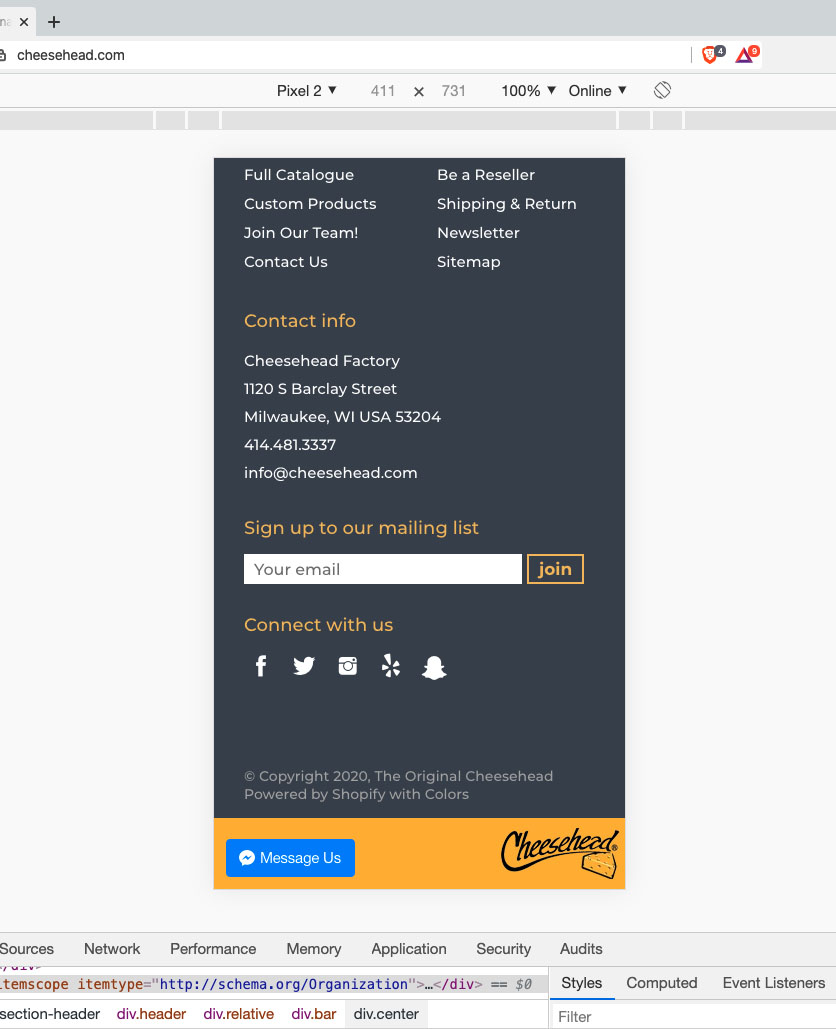 cheesehead.com
4
9
Pixel 2 ▼ 411 × 731 100% ▼ Online ▼
Full Catalogue
Be a Reseller
Custom Products
Shipping & Return
Join Our Team!
Newsletter
Contact Us
Sitemap
Contact info
Cheesehead Factory
1120 S Barclay Street
Milwaukee, WI USA 53204
414.481.3337
info@cheesehead.com
Sign up to our mailing list
Your email
join
Connect with us
© Copyright 2020, The Original Cheesehead
Powered by Shopify with Colors
Message Us
Cheesehead®
Sources Network Performance Memory Application Security Audits
itemscope itemtype="http://schema.org/Organization">…</div> == $0
Styles Computed Event Listeners
section-header div.header div.relative div.bar div.center
Filter